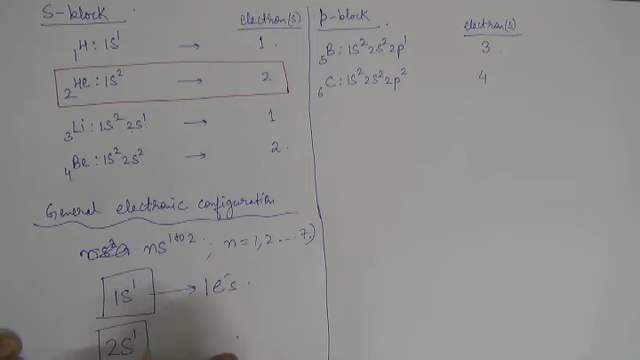 S-block
electron(s)
₁H : 1S¹ → 1
₂He : 1S² → 2
₃Li : 1S² 2S¹ → 1
₄Be : 1S² 2S² → 2
General electronic configuration
nS¹ ᵗᵒ ² ; n = 1, 2 ... 7)
1S¹ → 1e⁻s
2S¹
p-block
electron(s)
₅B : 1S² 2S² 2p¹ 3
₆C : 1S² 2S² 2p² 4